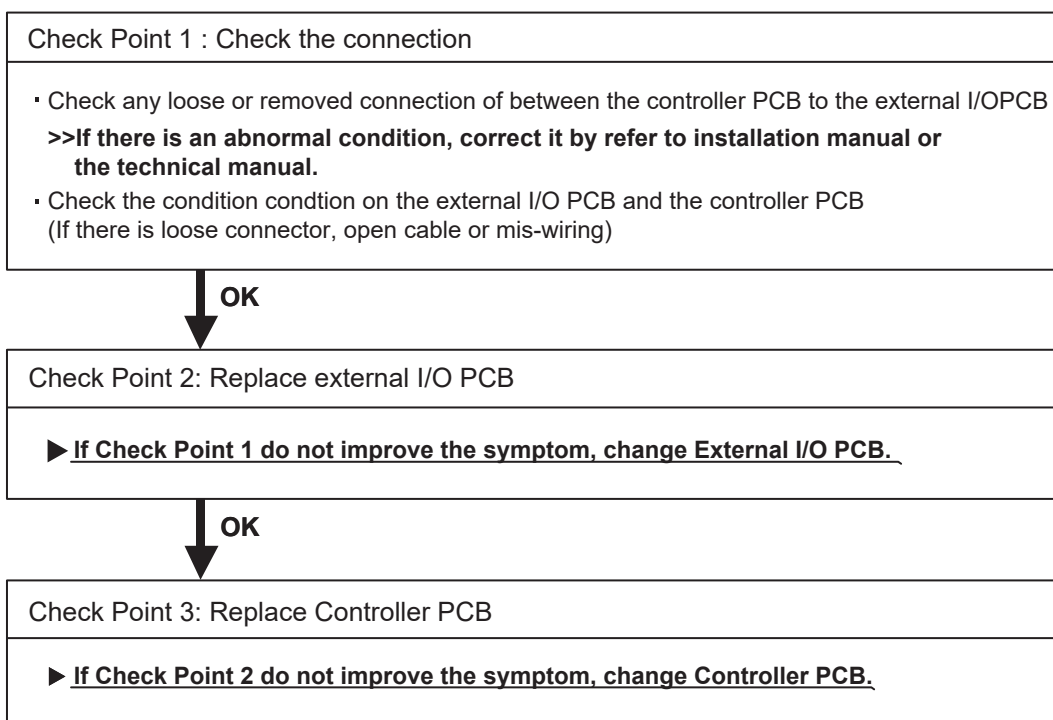 Check Point 1 : Check the connection
▪ Check any loose or removed connection of between the controller PCB to the external I/OPCB
>>If there is an abnormal condition, correct it by refer to installation manual or
the technical manual.
▪ Check the condition condtion on the external I/O PCB and the controller PCB
(If there is loose connector, open cable or mis-wiring)
OK
Check Point 2: Replace external I/O PCB
▶ If Check Point 1 do not improve the symptom, change External I/O PCB.
OK
Check Point 3: Replace Controller PCB
▶ If Check Point 2 do not improve the symptom, change Controller PCB.